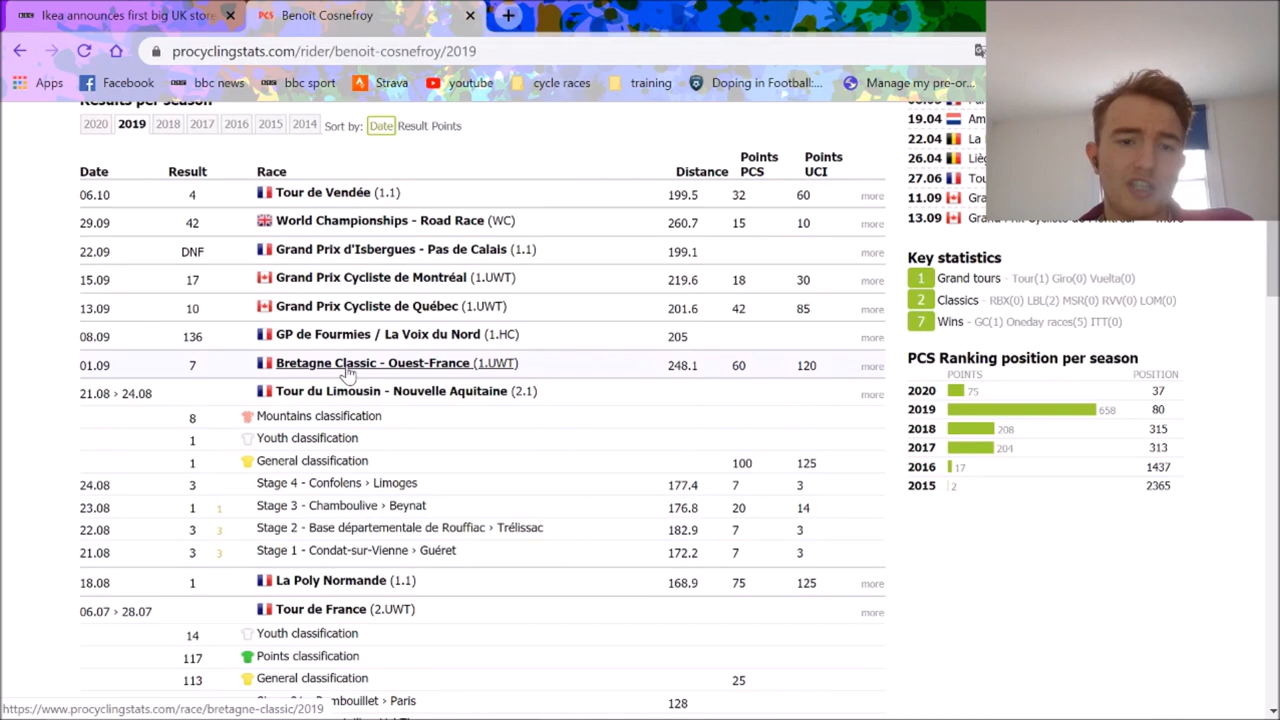 Ikea announces first big UK store
PCS Benoît Cosnefroy
procyclingstats.com/rider/benoit-cosnefroy/2019
Apps Facebook bbc news bbc sport Strava youtube cycle races training Doping in Football:... Manage my pre-or...
Results per season
2020 2019 2018 2017 2015 2014 Sort by: Date Result Points
Date Result Race Distance Points PCS Points UCI
06.10 4 Tour de Vendée (1.1) 199.5 32 60 more
29.09 42 World Championships - Road Race (WC) 260.7 15 10 more
22.09 DNF Grand Prix d'Isbergues - Pas de Calais (1.1) 199.1 more
15.09 17 Grand Prix Cycliste de Montréal (1.UWT) 219.6 18 30 more
13.09 10 Grand Prix Cycliste de Québec (1.UWT) 201.6 42 85 more
08.09 136 GP de Fourmies / La Voix du Nord (1.HC) 205 more
01.09 7 Bretagne Classic - Ouest-France (1.UWT) 248.1 60 120 more
21.08 › 24.08 Tour du Limousin - Nouvelle Aquitaine (2.1) more
8 Mountains classification
1 Youth classification
1 General classification 100 125
24.08 3 Stage 4 - Confolens › Limoges 177.4 7 3
23.08 1 1 Stage 3 - Chamboulive › Beynat 176.8 20 14
22.08 3 3 Stage 2 - Base départementale de Rouffiac › Trélissac 182.9 7 3
21.08 3 3 Stage 1 - Condat-sur-Vienne › Guéret 172.2 7 3
18.08 1 La Poly Normande (1.1) 168.9 75 125 more
06.07 › 28.07 Tour de France (2.UWT) more
14 Youth classification
117 Points classification
113 General classification 25
mbouillet › Paris 128
https://www.procyclingstats.com/race/bretagne-classic/2019
19.04 Am
22.04 La
26.04 Liè
27.06 Tou
11.09 Gra
13.09 Grand Prix Cycliste de Montréal more
Key statistics
1 Grand tours - Tour(1) Giro(0) Vuelta(0)
2 Classics - RBX(0) LBL(2) MSR(0) RVV(0) LOM(0)
7 Wins - GC(1) Oneday races(5) ITT(0)
PCS Ranking position per season
POINTS POSITION
2020 75 37
2019 658 80
2018 208 315
2017 204 313
2016 17 1437
2015 2 2365